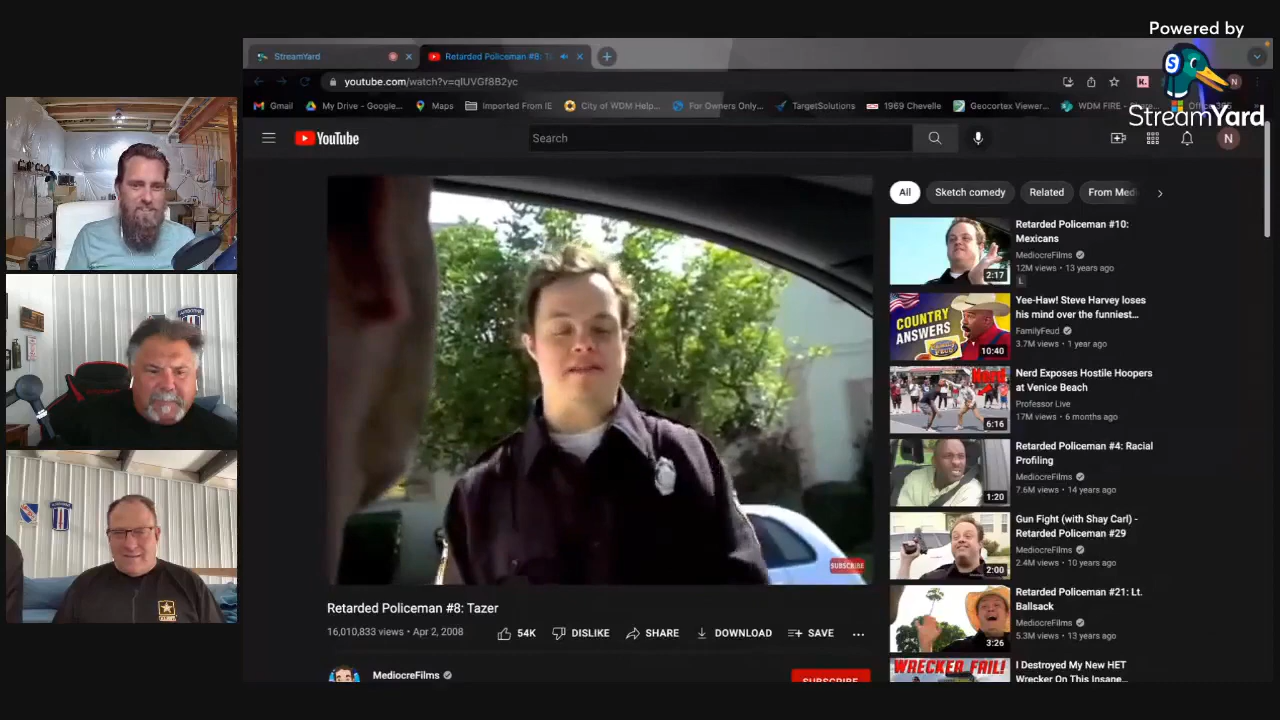 Powered by
StreamYard
StreamYard
Retarded Policeman #8: T
youtube.com/watch?v=qIUVGf8B2yc
Gmail
My Drive - Google...
Maps
Imported From IE
City of WDM Help...
For Owners Only...
TargetSolutions
1969 Chevelle
Geocortex Viewer...
WDM FIRE
YouTube
Search
N
All
Sketch comedy
Related
From Med
Retarded Policeman #10:
Mexicans
MediocreFilms
12M views • 13 years ago
L
2:17
Yee-Haw! Steve Harvey loses
his mind over the funniest...
FamilyFeud
3.7M views • 1 year ago
COUNTRY
ANSWERS
10:40
Nerd Exposes Hostile Hoopers
at Venice Beach
Professor Live
17M views • 6 months ago
Nerd
6:16
Retarded Policeman #4: Racial
Profiling
MediocreFilms
7.6M views • 14 years ago
1:20
Gun Fight (with Shay Carl) -
Retarded Policeman #29
MediocreFilms
2.4M views • 10 years ago
2:00
Retarded Policeman #21: Lt.
Ballsack
MediocreFilms
5.3M views • 13 years ago
3:26
WRECKER FAIL!
I Destroyed My New HET
Wrecker On This Insane...
SUBSCRIBE
Retarded Policeman #8: Tazer
16,010,833 views • Apr 2, 2008
54K
DISLIKE
SHARE
DOWNLOAD
SAVE
MediocreFilms
SUBSCRIBE